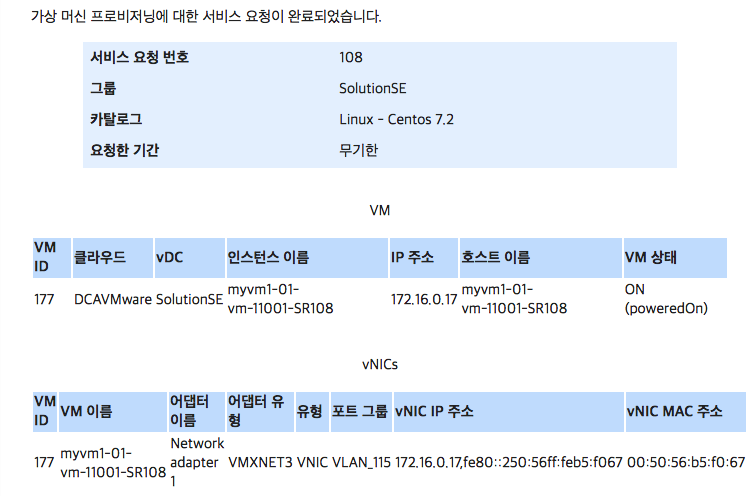 가상 머신 프로비저닝에 대한 서비스 요청이 완료되었습니다.
서비스 요청 번호 108
그룹 SolutionSE
카탈로그 Linux - Centos 7.2
요청한 기간 무기한
VM
VM ID 클라우드 vDC 인스턴스 이름 IP 주소 호스트 이름 VM 상태
177 DCAVMware SolutionSE myvm1-01-vm-11001-SR108 172.16.0.17 myvm1-01-vm-11001-SR108 ON (poweredOn)
vNICs
VM ID VM 이름 어댑터 이름 어댑터 유형 유형 포트 그룹 vNIC IP 주소 vNIC MAC 주소
177 myvm1-01-vm-11001-SR108 Network adapter 1 VMXNET3 VNIC VLAN_115 172.16.0.17,fe80::250:56ff:feb5:f067 00:50:56:b5:f0:67